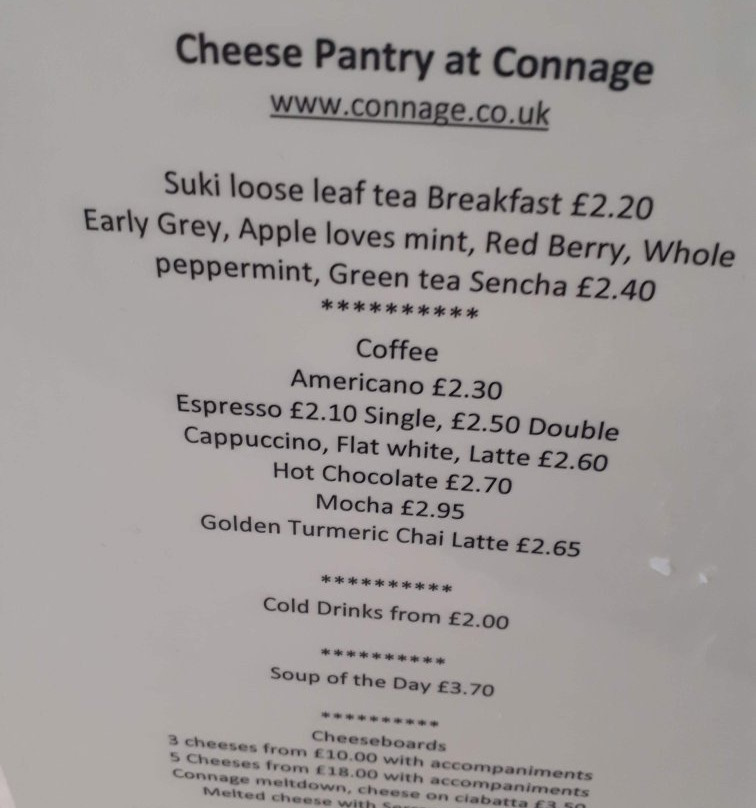 Cheese Pantry at Connage
www.connage.co.uk
Suki loose leaf tea Breakfast £2.20
Early Grey, Apple loves mint, Red Berry, Whole
peppermint, Green tea Sencha £2.40
**********
Coffee
Americano £2.30
Espresso £2.10 Single, £2.50 Double
Cappuccino, Flat white, Latte £2.60
Hot Chocolate £2.70
Mocha £2.95
Golden Turmeric Chai Latte £2.65
**********
Cold Drinks from £2.00
**********
Soup of the Day £3.70
**********
Cheeseboards
3 cheeses from £10.00 with accompaniments
5 Cheeses from £18.00 with accompaniments
Connage meltdown, cheese on ciabatta £3.50
Melted cheese with